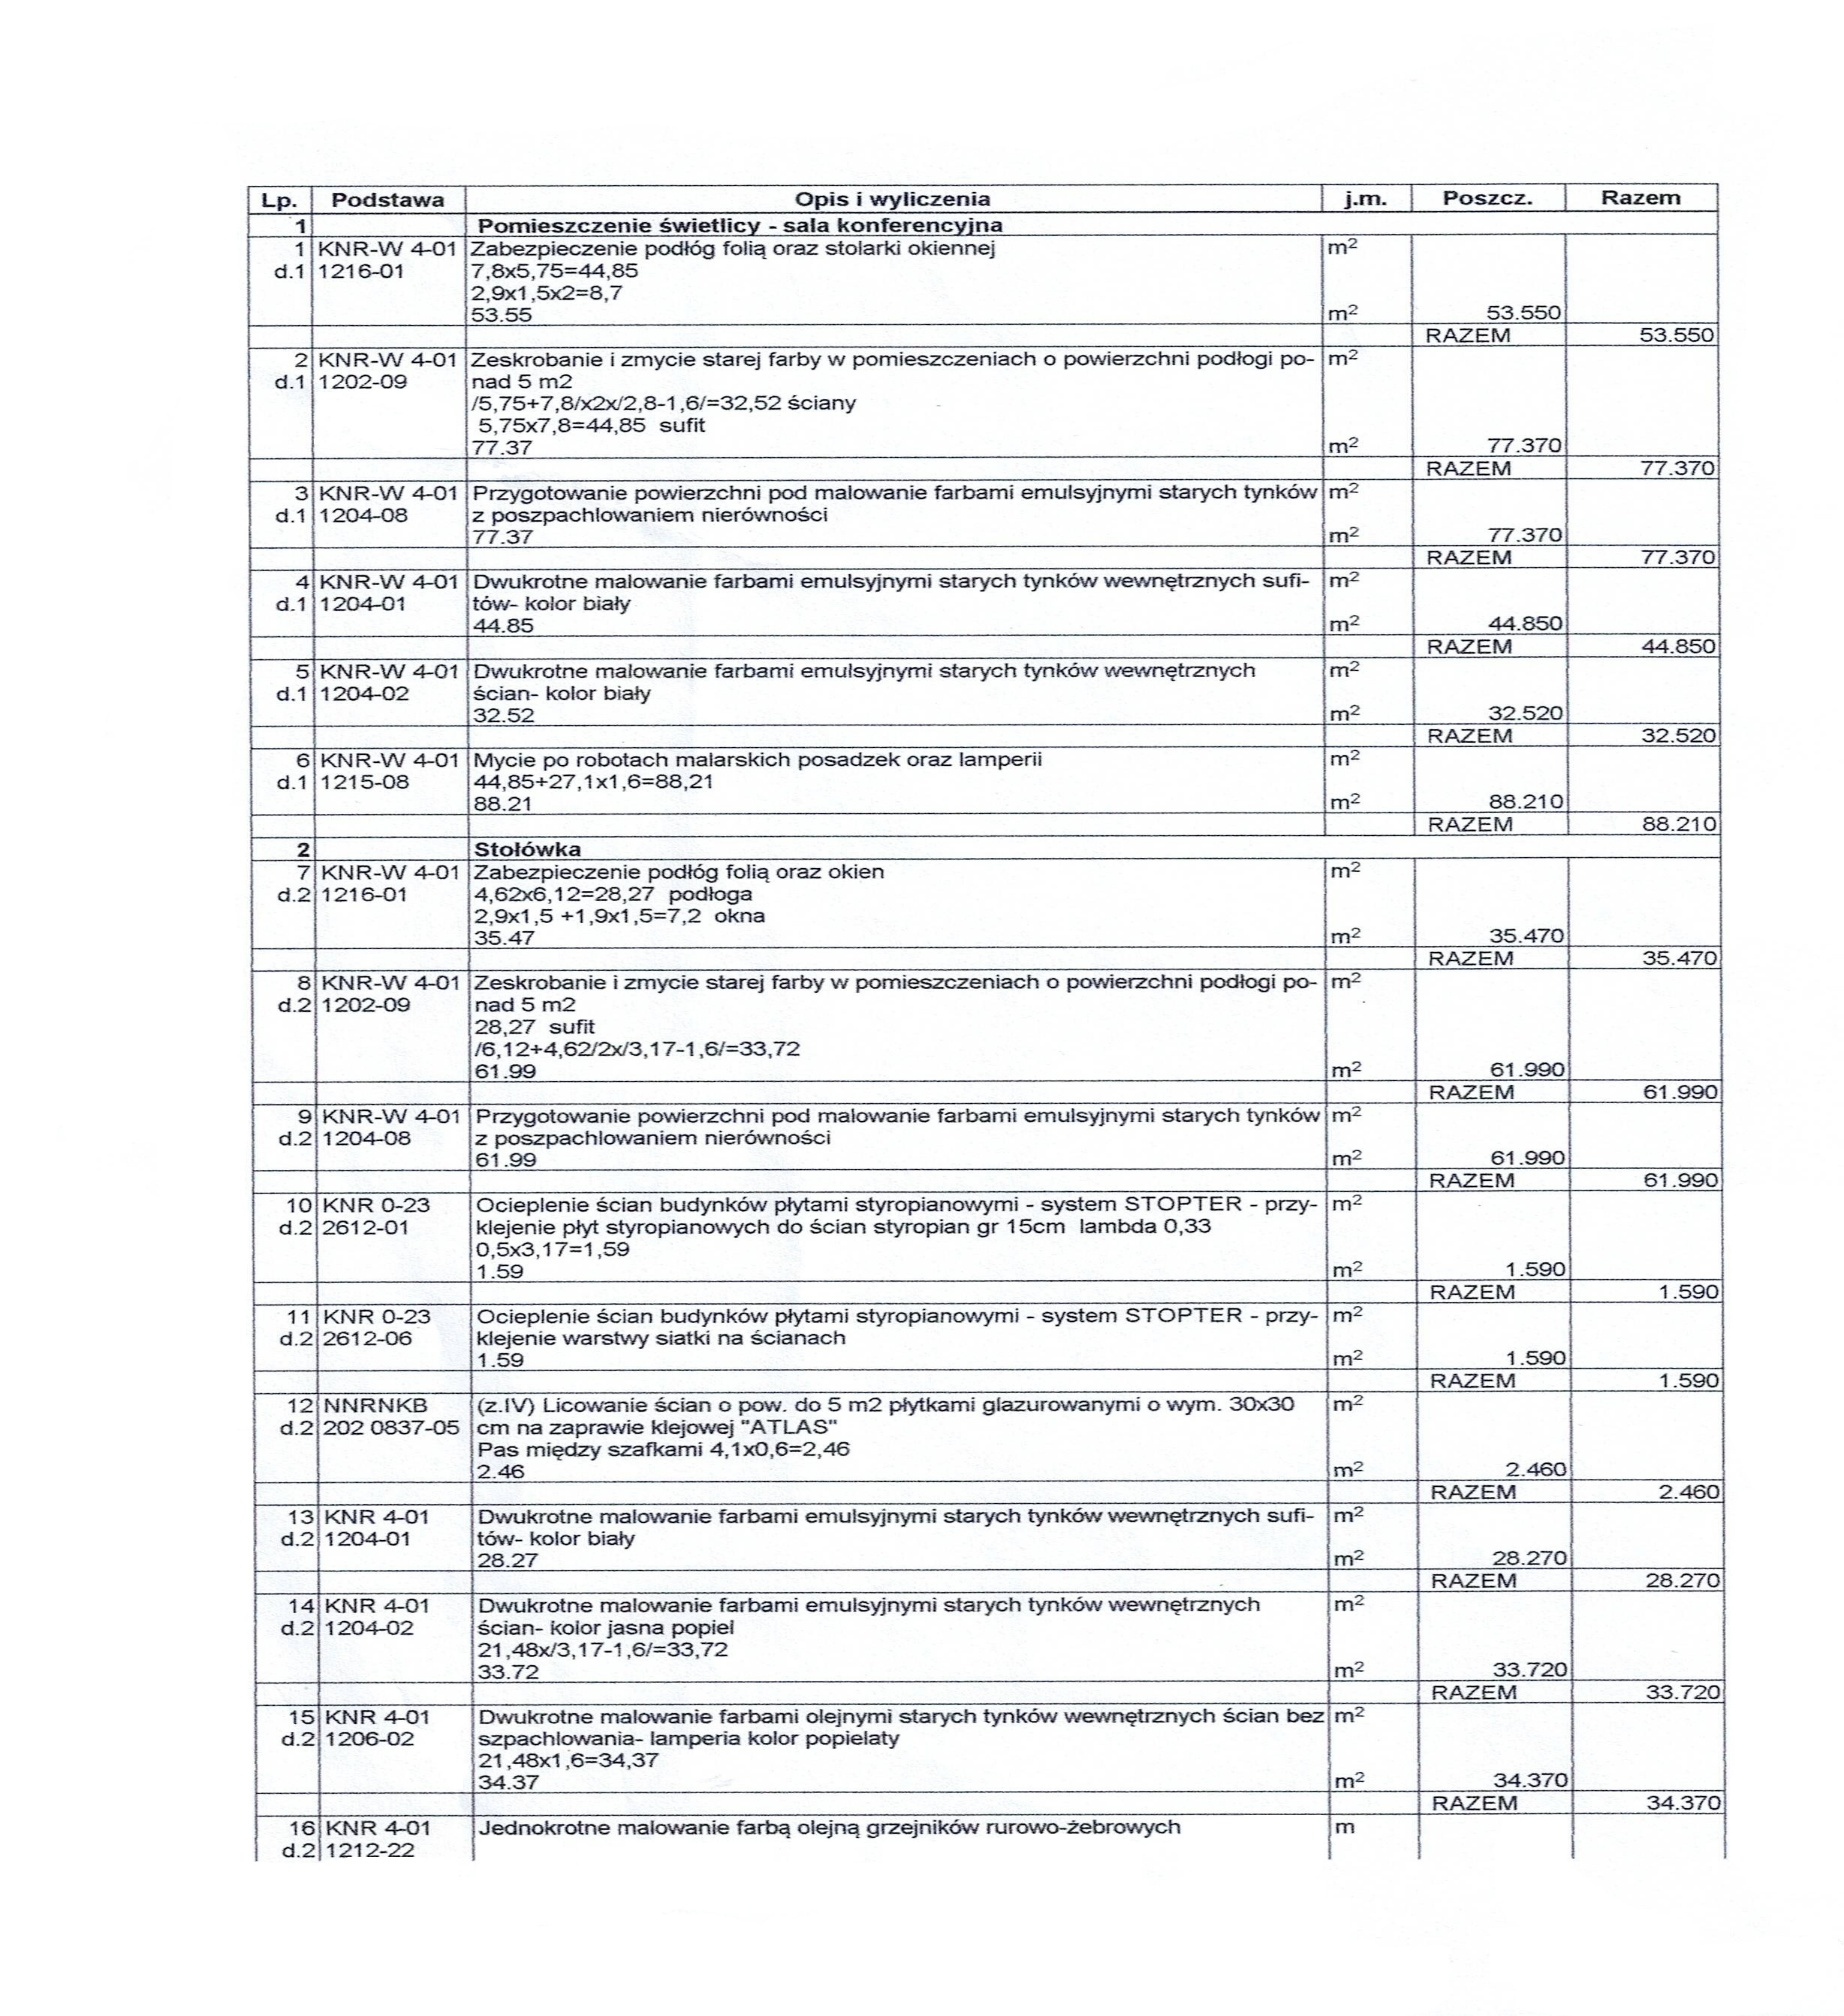 Lp. Podstawa Opis i wyliczenia j.m. Poszcz. Razem
1 Pomieszczenie świetlicy - sala konferencyjna
1 KNR-W 4-01 Zabezpieczenie podłóg folią oraz stolarki okiennej m2
d.1 1216-01 7,8x5,75=44,85
2,9x1,5x2=8,7
53.55 m2 53.550
RAZEM 53.550
2 KNR-W 4-01 Zeskrobanie i zmycie starej farby w pomieszczeniach o powierzchni podłogi po- m2
d.1 1202-09 nad 5 m2
/5,75+7,8/x2x/2,8-1,6/=32,52 ściany
5,75x7,8=44,85 sufit
77.37 m2 77.370
RAZEM 77.370
3 KNR-W 4-01 Przygotowanie powierzchni pod malowanie farbami emulsyjnymi starych tynków m2
d.1 1204-08 z poszpachlowaniem nierówności
77.37 m2 77.370
RAZEM 77.370
4 KNR-W 4-01 Dwukrotne malowanie farbami emulsyjnymi starych tynków wewnętrznych sufi- m2
d.1 1204-01 tów- kolor biały
44.85 m2 44.850
RAZEM 44.850
5 KNR-W 4-01 Dwukrotne malowanie farbami emulsyjnymi starych tynków wewnętrznych m2
d.1 1204-02 ścian- kolor biały
32.52 m2 32.520
RAZEM 32.520
6 KNR-W 4-01 Mycie po robotach malarskich posadzek oraz lamperii m2
d.1 1215-08 44,85+27,1x1,6=88,21
88.21 m2 88.210
RAZEM 88.210
2 Stołówka
7 KNR-W 4-01 Zabezpieczenie podłóg folią oraz okien m2
d.2 1216-01 4,62x6,12=28,27 podłoga
2,9x1,5 +1,9x1,5=7,2 okna
35.47 m2 35.470
RAZEM 35.470
8 KNR-W 4-01 Zeskrobanie i zmycie starej farby w pomieszczeniach o powierzchni podłogi po- m2
d.2 1202-09 nad 5 m2
28,27 sufit
/6,12+4,62/2x/3,17-1,6/=33,72
61.99 m2 61.990
RAZEM 61.990
9 KNR-W 4-01 Przygotowanie powierzchni pod malowanie farbami emulsyjnymi starych tynków m2
d.2 1204-08 z poszpachlowaniem nierówności
61.99 m2 61.990
RAZEM 61.990
10 KNR 0-23 Ocieplenie ścian budynków płytami styropianowymi - system STOPTER - przy- m2
d.2 2612-01 klejenie płyt styropianowych do ścian styropian gr 15cm lambda 0,33
0,5x3,17=1,59
1.59 m2 1.590
RAZEM 1.590
11 KNR 0-23 Ocieplenie ścian budynków płytami styropianowymi - system STOPTER - przy- m2
d.2 2612-06 klejenie warstwy siatki na ścianach
1.59 m2 1.590
RAZEM 1.590
12 NNRNKB (z.IV) Licowanie ścian o pow. do 5 m2 płytkami glazurowanymi o wym. 30x30 m2
d.2 202 0837-05 cm na zaprawie klejowej "ATLAS"
Pas między szafkami 4,1x0,6=2,46
2.46 m2 2.460
RAZEM 2.460
13 KNR 4-01 Dwukrotne malowanie farbami emulsyjnymi starych tynków wewnętrznych sufi- m2
d.2 1204-01 tów- kolor biały
28.27 m2 28.270
RAZEM 28.270
14 KNR 4-01 Dwukrotne malowanie farbami emulsyjnymi starych tynków wewnętrznych m2
d.2 1204-02 ścian- kolor jasna popiel
21,48x/3,17-1,6/=33,72
33.72 m2 33.720
RAZEM 33.720
15 KNR 4-01 Dwukrotne malowanie farbami olejnymi starych tynków wewnętrznych ścian bez m2
d.2 1206-02 szpachlowania- lamperia kolor popielaty
21,48x1,6=34,37
34.37 m2 34.370
RAZEM 34.370
16 KNR 4-01 Jednokrotne malowanie farbą olejną grzejników rurowo-żebrowych m
d.2 1212-22